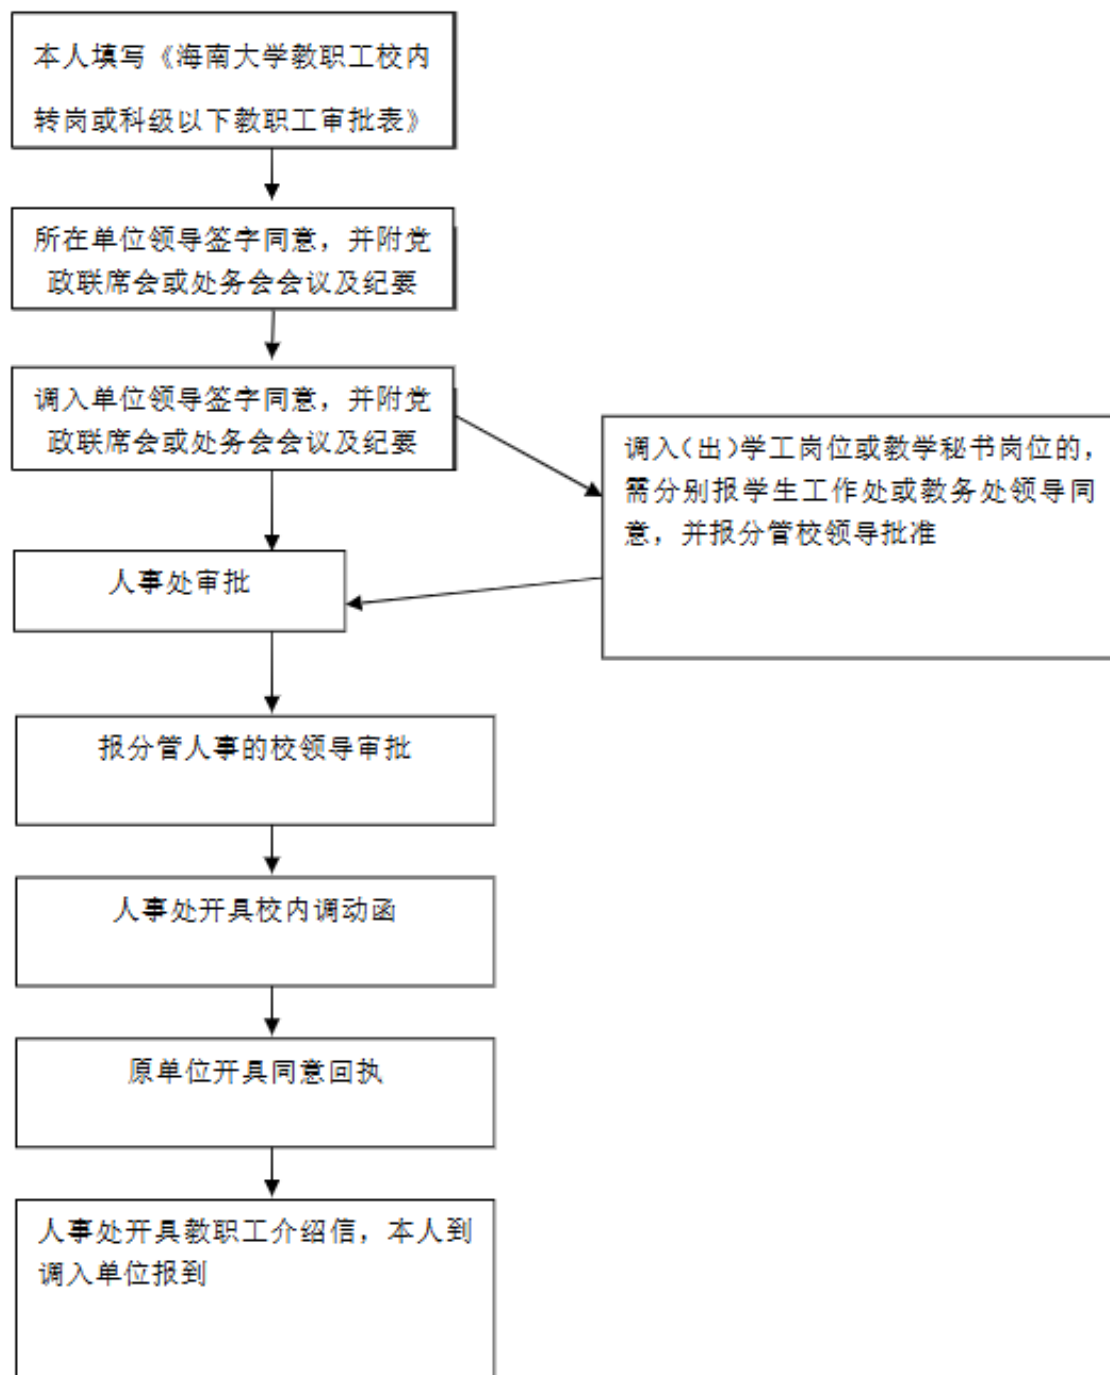 本人填写《海南大学教职工校内
转岗或科级以下教职工审批表》
所在单位领导签字同意，并附党
政联席会或处务会会议及纪要
调入单位领导签字同意，并附党
政联席会或处务会会议及纪要
调入(出)学工岗位或教学秘书岗位的，
需分别报学生工作处或教务处领导同
意，并报分管校领导批准
人事处审批
报分管人事的校领导审批
人事处开具校内调动函
原单位开具同意回执
人事处开具教职工介绍信，本人到
调入单位报到